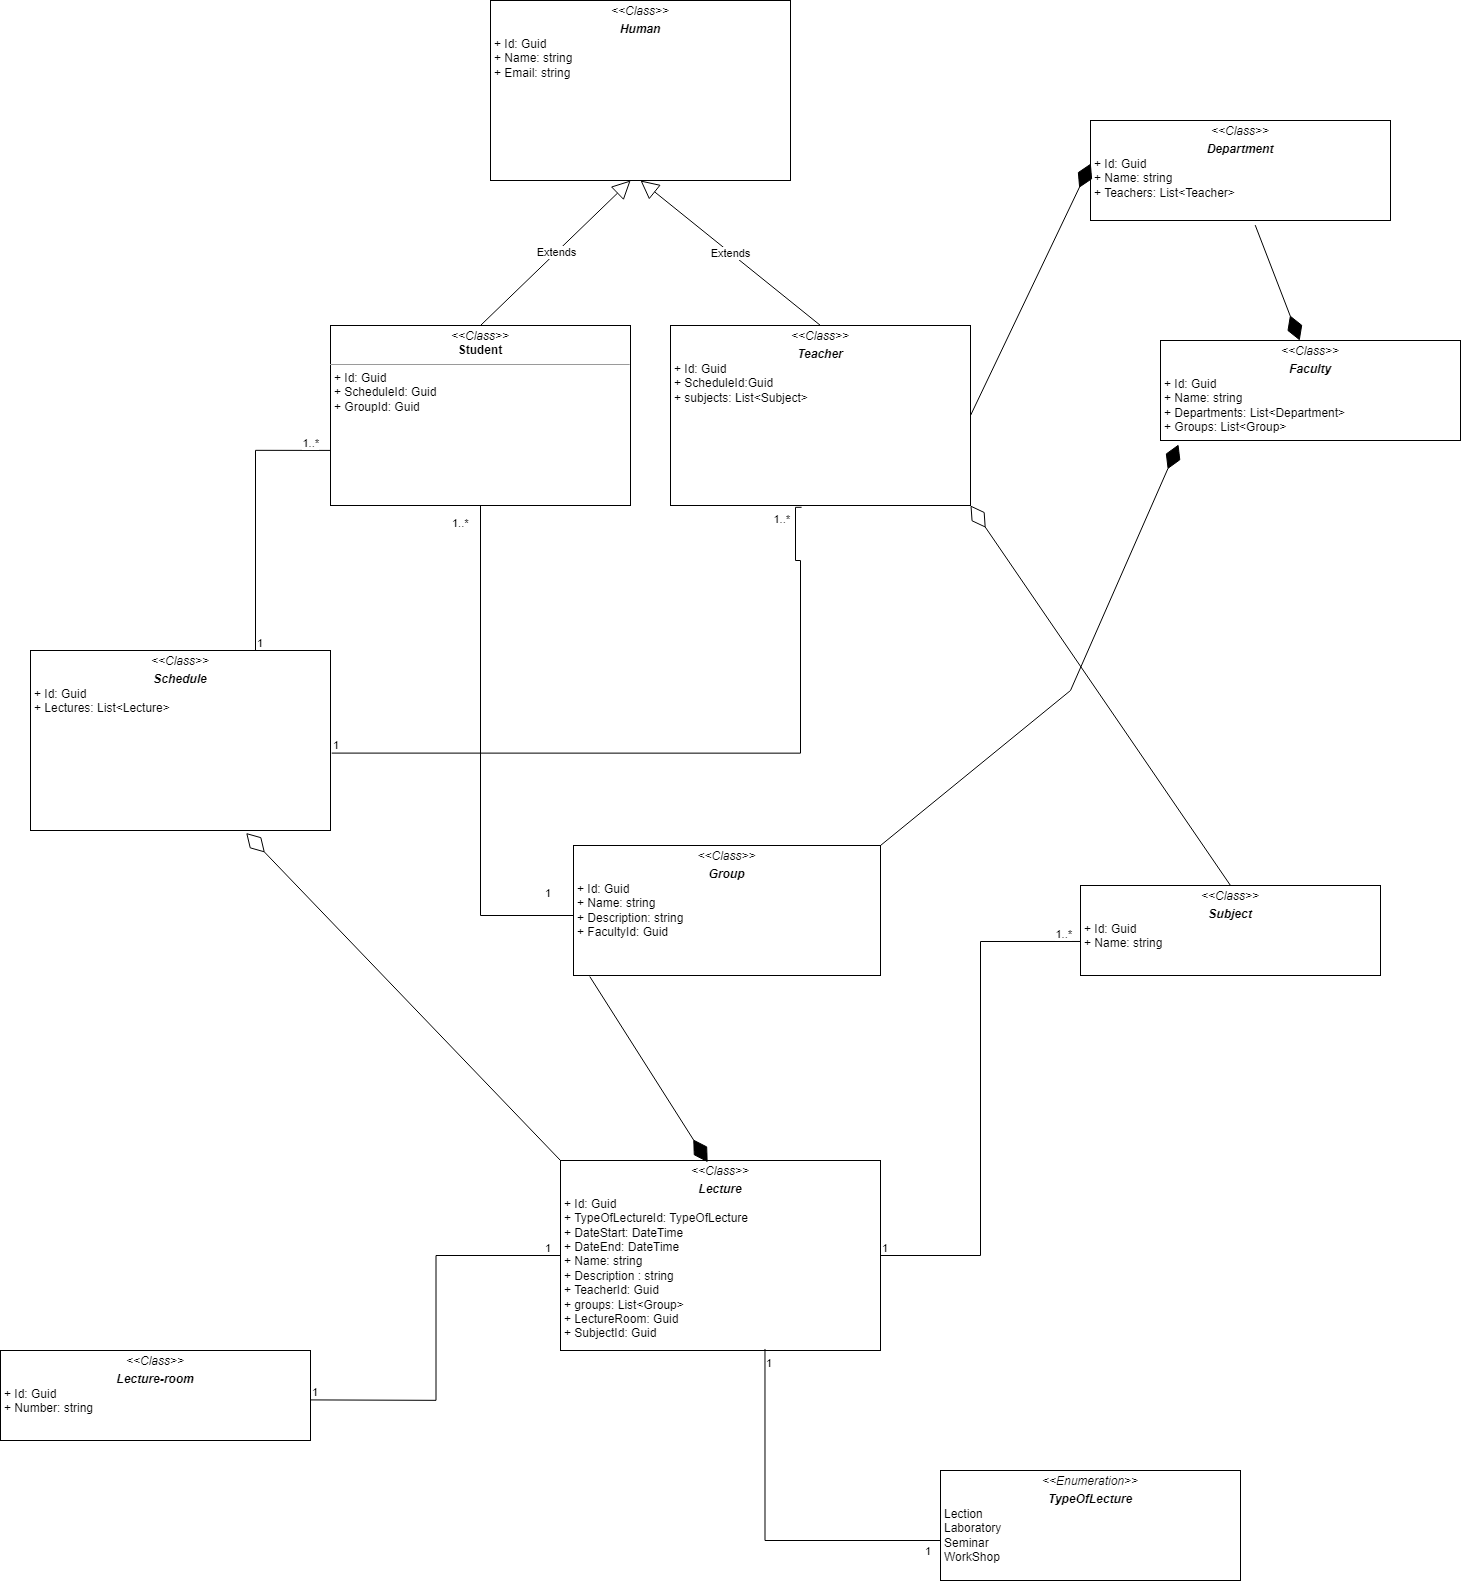 <<Class>>
Human
+ Id: Guid
+ Name: string
+ Email: string
<<Class>>
Department
+ Id: Guid
+ Name: string
+ Teachers: List<Teacher>
Extends
Extends
<<Class>>
Student
+ Id: Guid
+ ScheduleId: Guid
+ GroupId: Guid
<<Class>>
Teacher
+ Id: Guid
+ ScheduleId:Guid
+ subjects: List<Subject>
<<Class>>
Faculty
+ Id: Guid
+ Name: string
+ Departments: List<Department>
+ Groups: List<Group>
1..*
1..*
1..*
1
<<Class>>
Schedule
+ Id: Guid
+ Lectures: List<Lecture>
1
<<Class>>
Group
+ Id: Guid
+ Name: string
+ Description: string
+ FacultyId: Guid
1
<<Class>>
Subject
+ Id: Guid
+ Name: string
1..*
<<Class>>
Lecture
+ Id: Guid
+ TypeOfLectureId: TypeOfLecture
+ DateStart: DateTime
+ DateEnd: DateTime
+ Name: string
+ Description : string
+ TeacherId: Guid
+ groups: List<Group>
+ LectureRoom: Guid
+ SubjectId: Guid
1
1
1
<<Class>>
Lecture-room
+ Id: Guid
+ Number: string
1
<<Enumeration>>
TypeOfLecture
Lection
Laboratory
Seminar
WorkShop
1